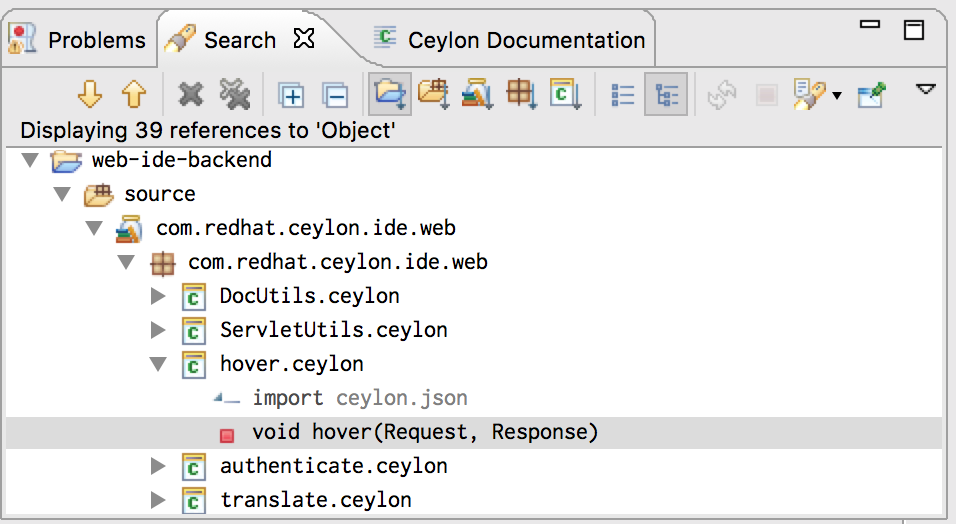 Problems Search Ceylon Documentation
Displaying 39 references to 'Object'
web-ide-backend
source
com.redhat.ceylon.ide.web
com.redhat.ceylon.ide.web
DocUtils.ceylon
ServletUtils.ceylon
hover.ceylon
import ceylon.json
void hover(Request, Response)
authenticate.ceylon
translate.ceylon